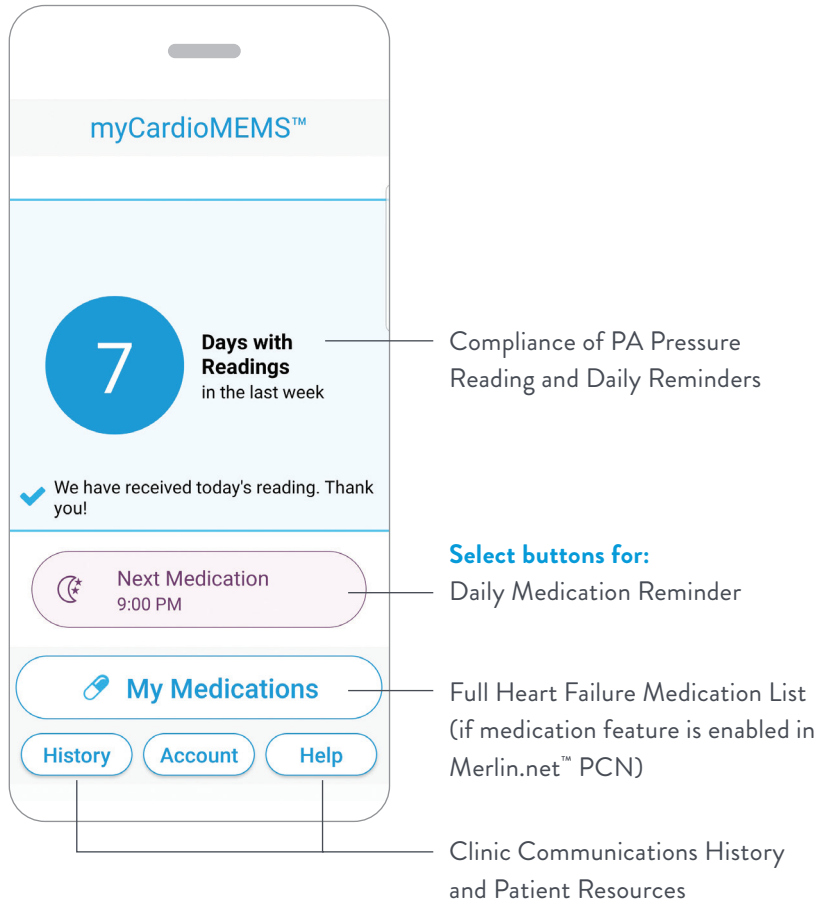 myCardioMEMS™
7
Days with
Readings
in the last week
We have received today's reading. Thank
you!
Next Medication
9:00 PM
My Medications
History
Account
Help
Compliance of PA Pressure
Reading and Daily Reminders
Select buttons for:
Daily Medication Reminder
Full Heart Failure Medication List
(if medication feature is enabled in
Merlin.net™ PCN)
Clinic Communications History
and Patient Resources